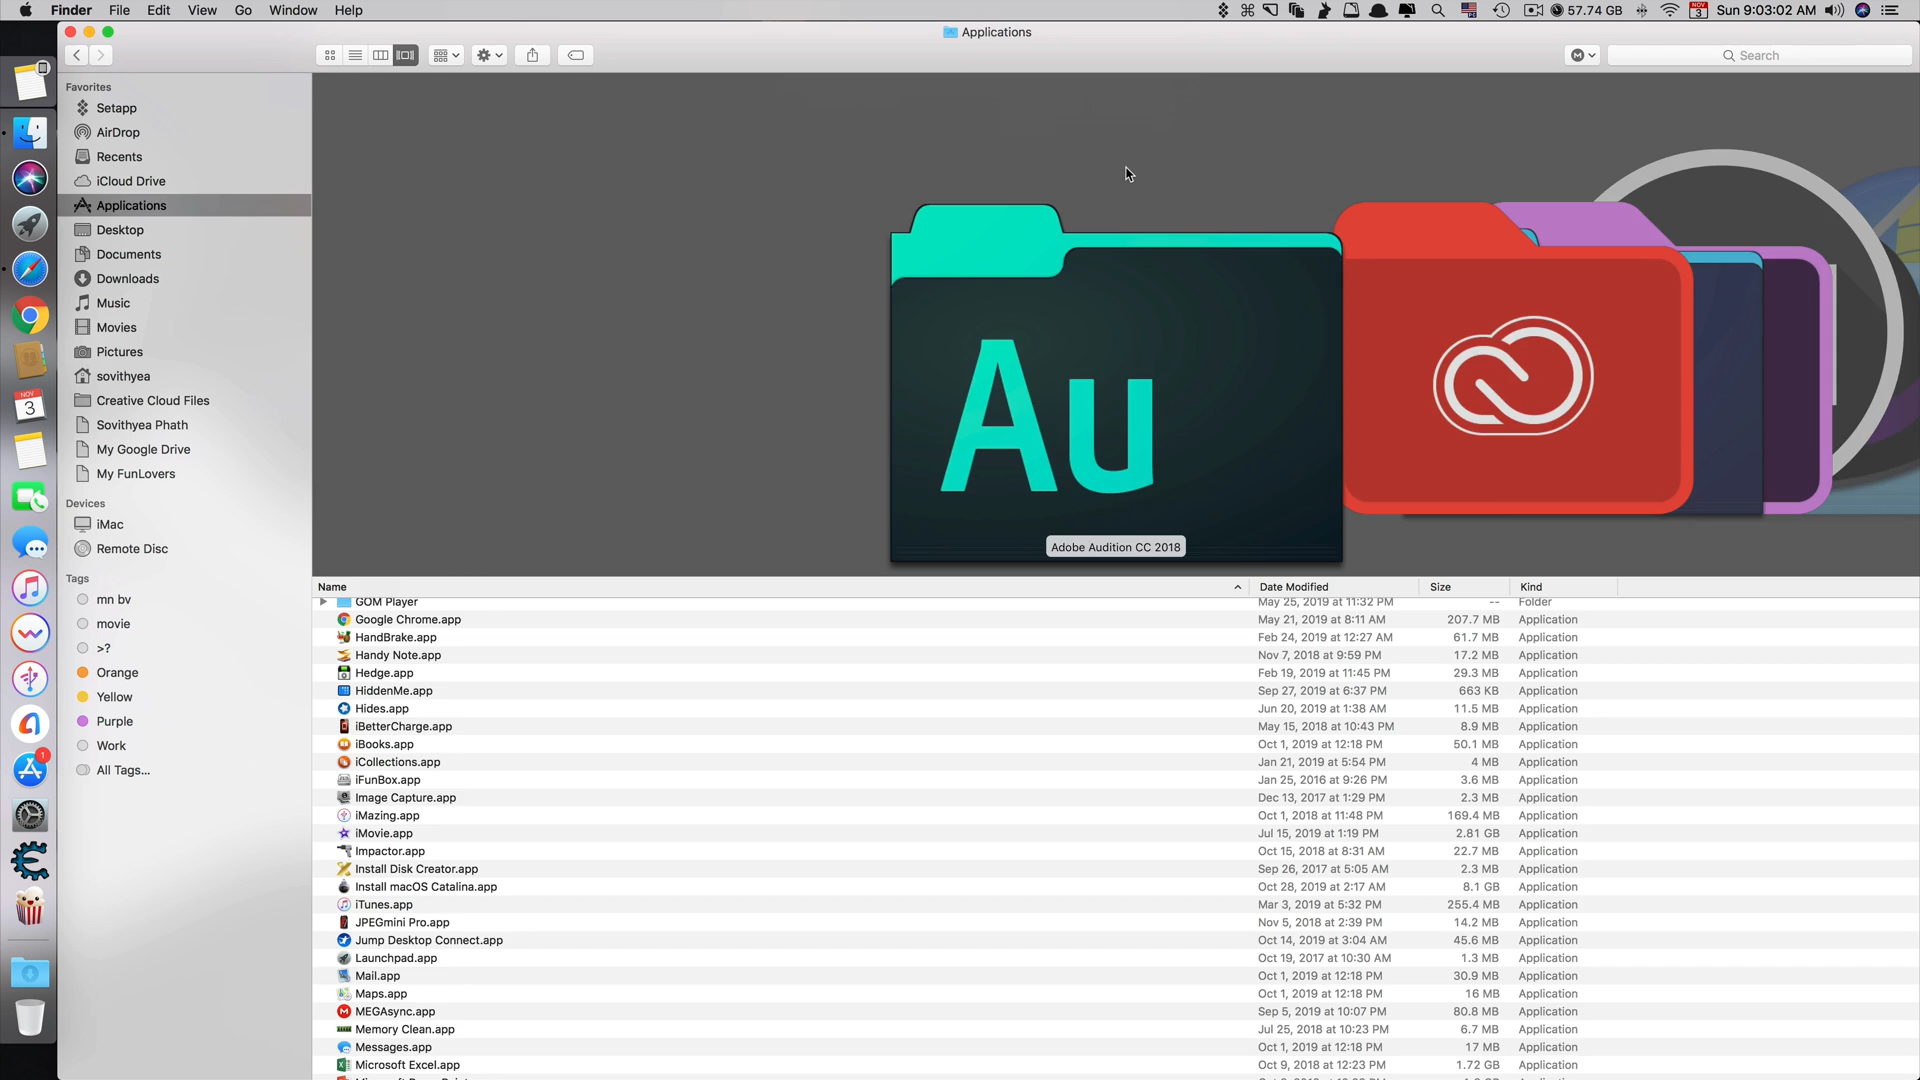 Finder File Edit View Go Window Help
57.74 GB NOV 3 Sun 9:03:02 AM
Applications
Search
Favorites
Setapp
AirDrop
Recents
iCloud Drive
Applications
Desktop
Documents
Downloads
Music
Movies
Pictures
sovithyea
Creative Cloud Files
Sovithyea Phath
My Google Drive
My FunLovers
Devices
iMac
Remote Disc
Tags
mn bv
movie
>?
Orange
Yellow
Purple
Work
All Tags...
NOV
3
1
Au
Adobe Audition CC 2018
Name Date Modified Size Kind
GOM Player May 25, 2019 at 11:32 PM -- Folder
Google Chrome.app May 21, 2019 at 8:11 AM 207.7 MB Application
HandBrake.app Feb 24, 2019 at 12:27 AM 61.7 MB Application
Handy Note.app Nov 7, 2018 at 9:59 PM 17.2 MB Application
Hedge.app Feb 19, 2019 at 11:45 PM 29.3 MB Application
HiddenMe.app Sep 27, 2019 at 6:37 PM 663 KB Application
Hides.app Jun 20, 2019 at 1:38 AM 11.5 MB Application
iBetterCharge.app May 15, 2018 at 10:43 PM 8.9 MB Application
iBooks.app Oct 1, 2019 at 12:18 PM 50.1 MB Application
iCollections.app Jan 21, 2019 at 5:54 PM 4 MB Application
iFunBox.app Jan 25, 2016 at 9:26 PM 3.6 MB Application
Image Capture.app Dec 13, 2017 at 1:29 PM 2.3 MB Application
iMazing.app Oct 1, 2018 at 11:48 PM 169.4 MB Application
iMovie.app Jul 15, 2019 at 1:19 PM 2.81 GB Application
Impactor.app Oct 15, 2018 at 8:31 AM 22.7 MB Application
Install Disk Creator.app Sep 26, 2017 at 5:05 AM 2.3 MB Application
Install macOS Catalina.app Oct 28, 2019 at 2:17 AM 8.1 GB Application
iTunes.app Mar 3, 2019 at 5:32 PM 255.4 MB Application
JPEGmini Pro.app Nov 5, 2018 at 2:39 PM 14.2 MB Application
Jump Desktop Connect.app Oct 14, 2019 at 3:04 AM 45.6 MB Application
Launchpad.app Oct 19, 2017 at 10:30 AM 1.3 MB Application
Mail.app Oct 1, 2019 at 12:18 PM 30.9 MB Application
Maps.app Oct 1, 2019 at 12:18 PM 16 MB Application
MEGAsync.app Sep 5, 2019 at 10:07 PM 80.8 MB Application
Memory Clean.app Jul 25, 2018 at 10:23 PM 6.7 MB Application
Messages.app Oct 1, 2019 at 12:18 PM 17 MB Application
Microsoft Excel.app Oct 9, 2018 at 12:23 PM 1.72 GB Application